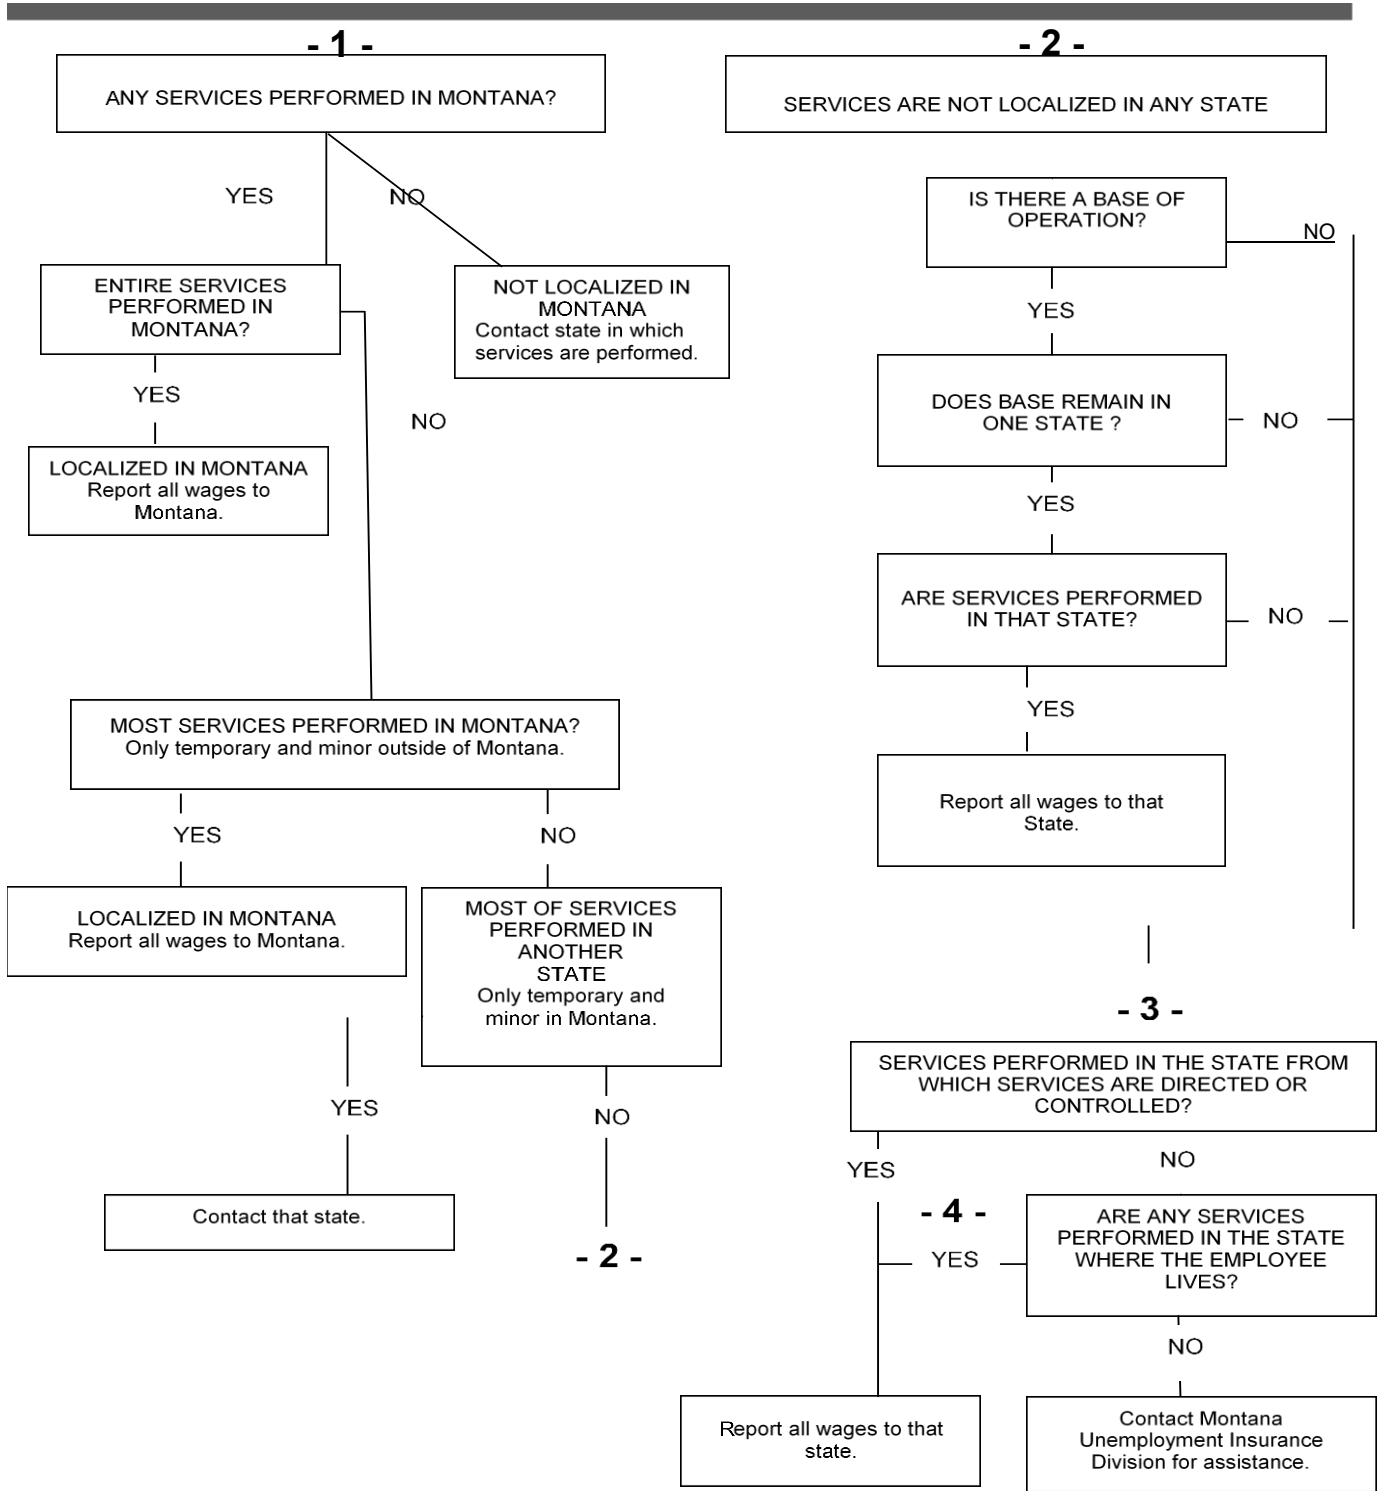 - 1 -
ANY SERVICES PERFORMED IN MONTANA?
YES
NO
ENTIRE SERVICES
PERFORMED IN
MONTANA?
NOT LOCALIZED IN
MONTANA
Contact state in which
services are performed.
YES
NO
LOCALIZED IN MONTANA
Report all wages to
Montana.
MOST SERVICES PERFORMED IN MONTANA?
Only temporary and minor outside of Montana.
YES
NO
LOCALIZED IN MONTANA
Report all wages to Montana.
MOST OF SERVICES
PERFORMED IN
ANOTHER
STATE
Only temporary and
minor in Montana.
YES
NO
Contact that state.
- 2 -
- 2 -
SERVICES ARE NOT LOCALIZED IN ANY STATE
IS THERE A BASE OF
OPERATION?
NO
YES
DOES BASE REMAIN IN
ONE STATE ?
NO
YES
ARE SERVICES PERFORMED
IN THAT STATE?
NO
YES
Report all wages to that
State.
- 3 -
SERVICES PERFORMED IN THE STATE FROM
WHICH SERVICES ARE DIRECTED OR
CONTROLLED?
YES
NO
- 4 -
ARE ANY SERVICES
PERFORMED IN THE STATE
WHERE THE EMPLOYEE
LIVES?
YES
NO
Report all wages to that
state.
Contact Montana
Unemployment Insurance
Division for assistance.